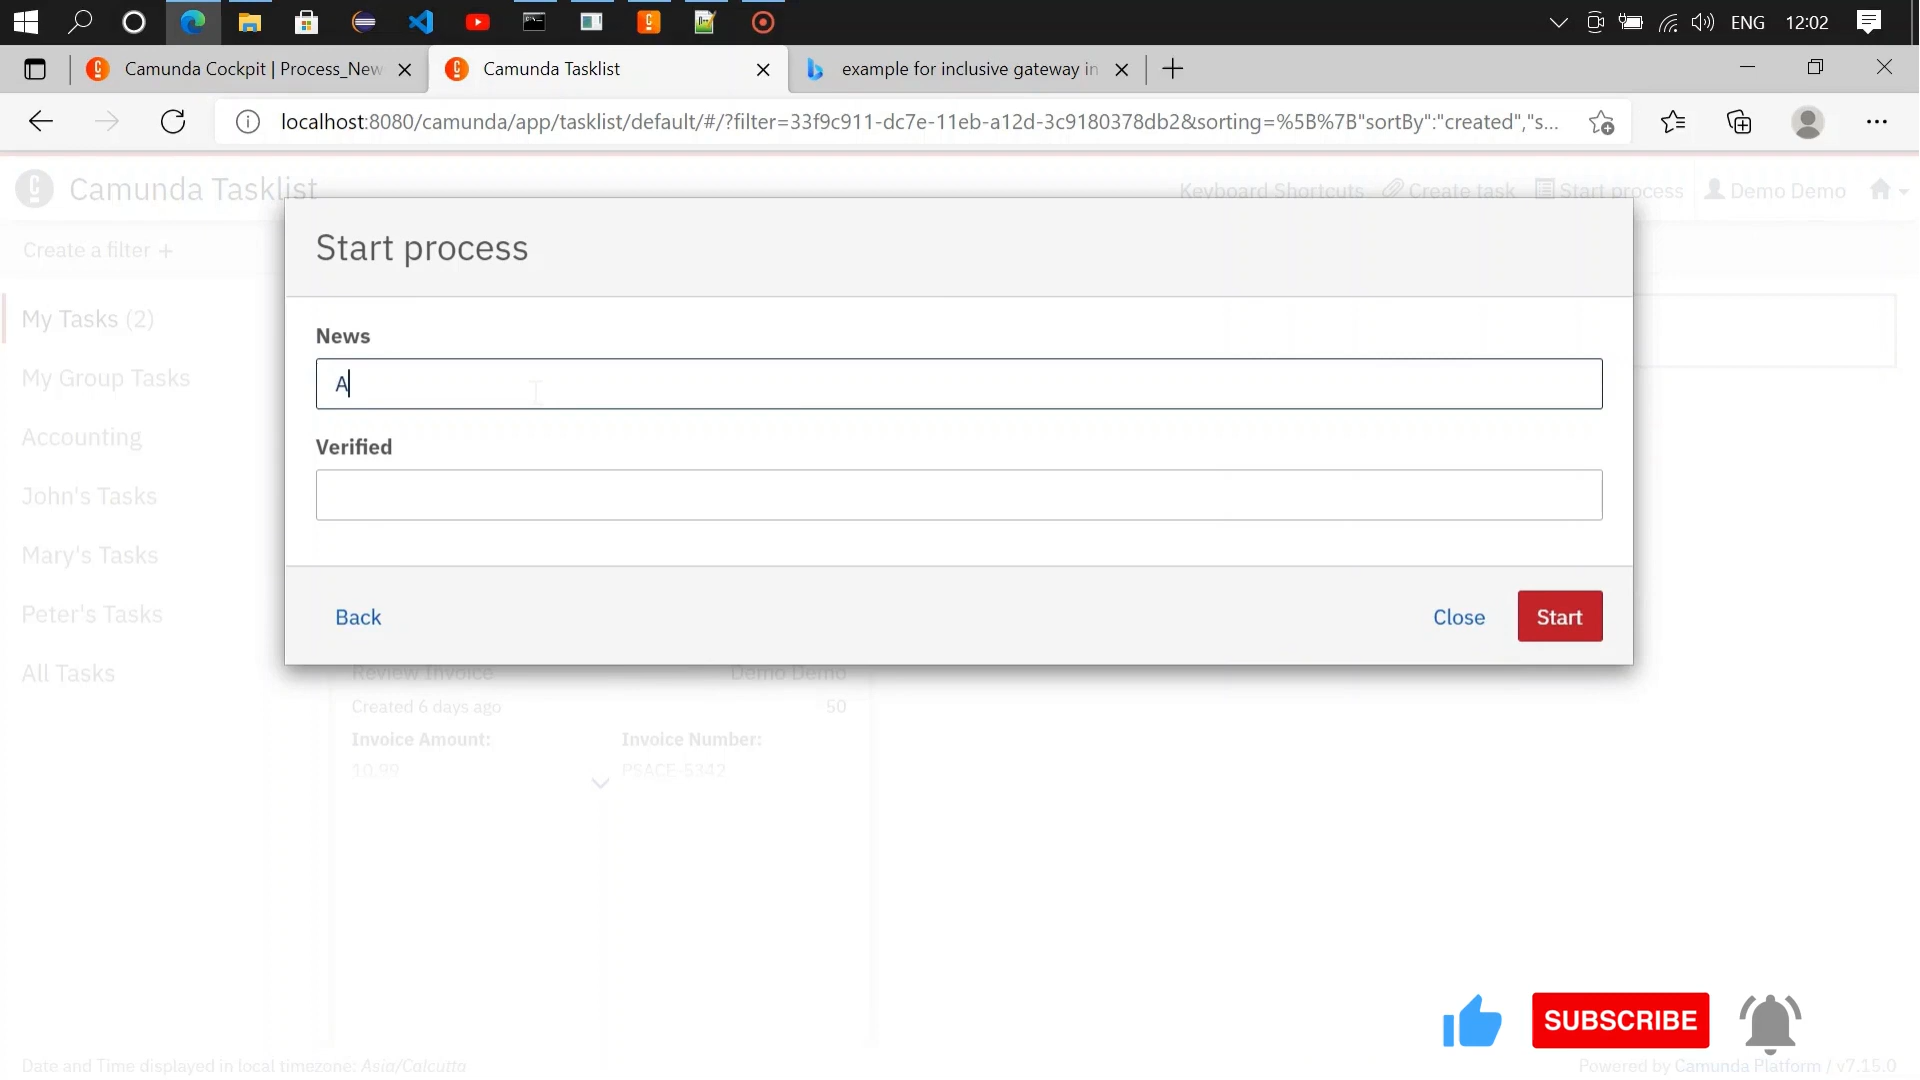 ENG
12:02
Camunda Cockpit | Process_New
Camunda Tasklist
example for inclusive gateway in
localhost:8080/camunda/app/tasklist/default/#/?filter=33f9c911-dc7e-11eb-a12d-3c9180378db2&sorting=%5B%7B"sortBy":"created","s...
Camunda Tasklist
Keyboard Shortcuts
Create task
Start process
Demo Demo
Create a filter +
Start process
My Tasks (2)
News
A
My Group Tasks
Accounting
Verified
John's Tasks
Mary's Tasks
Peter's Tasks
Back
Close
Start
All Tasks
Review Invoice
Demo Demo
Created 6 days ago
50
Invoice Amount:
Invoice Number:
10.99
PSACE-5342
SUBSCRIBE
Date and Time displayed in local timezone: Asia/Calcutta
Powered by Camunda Platform / v7.15.0